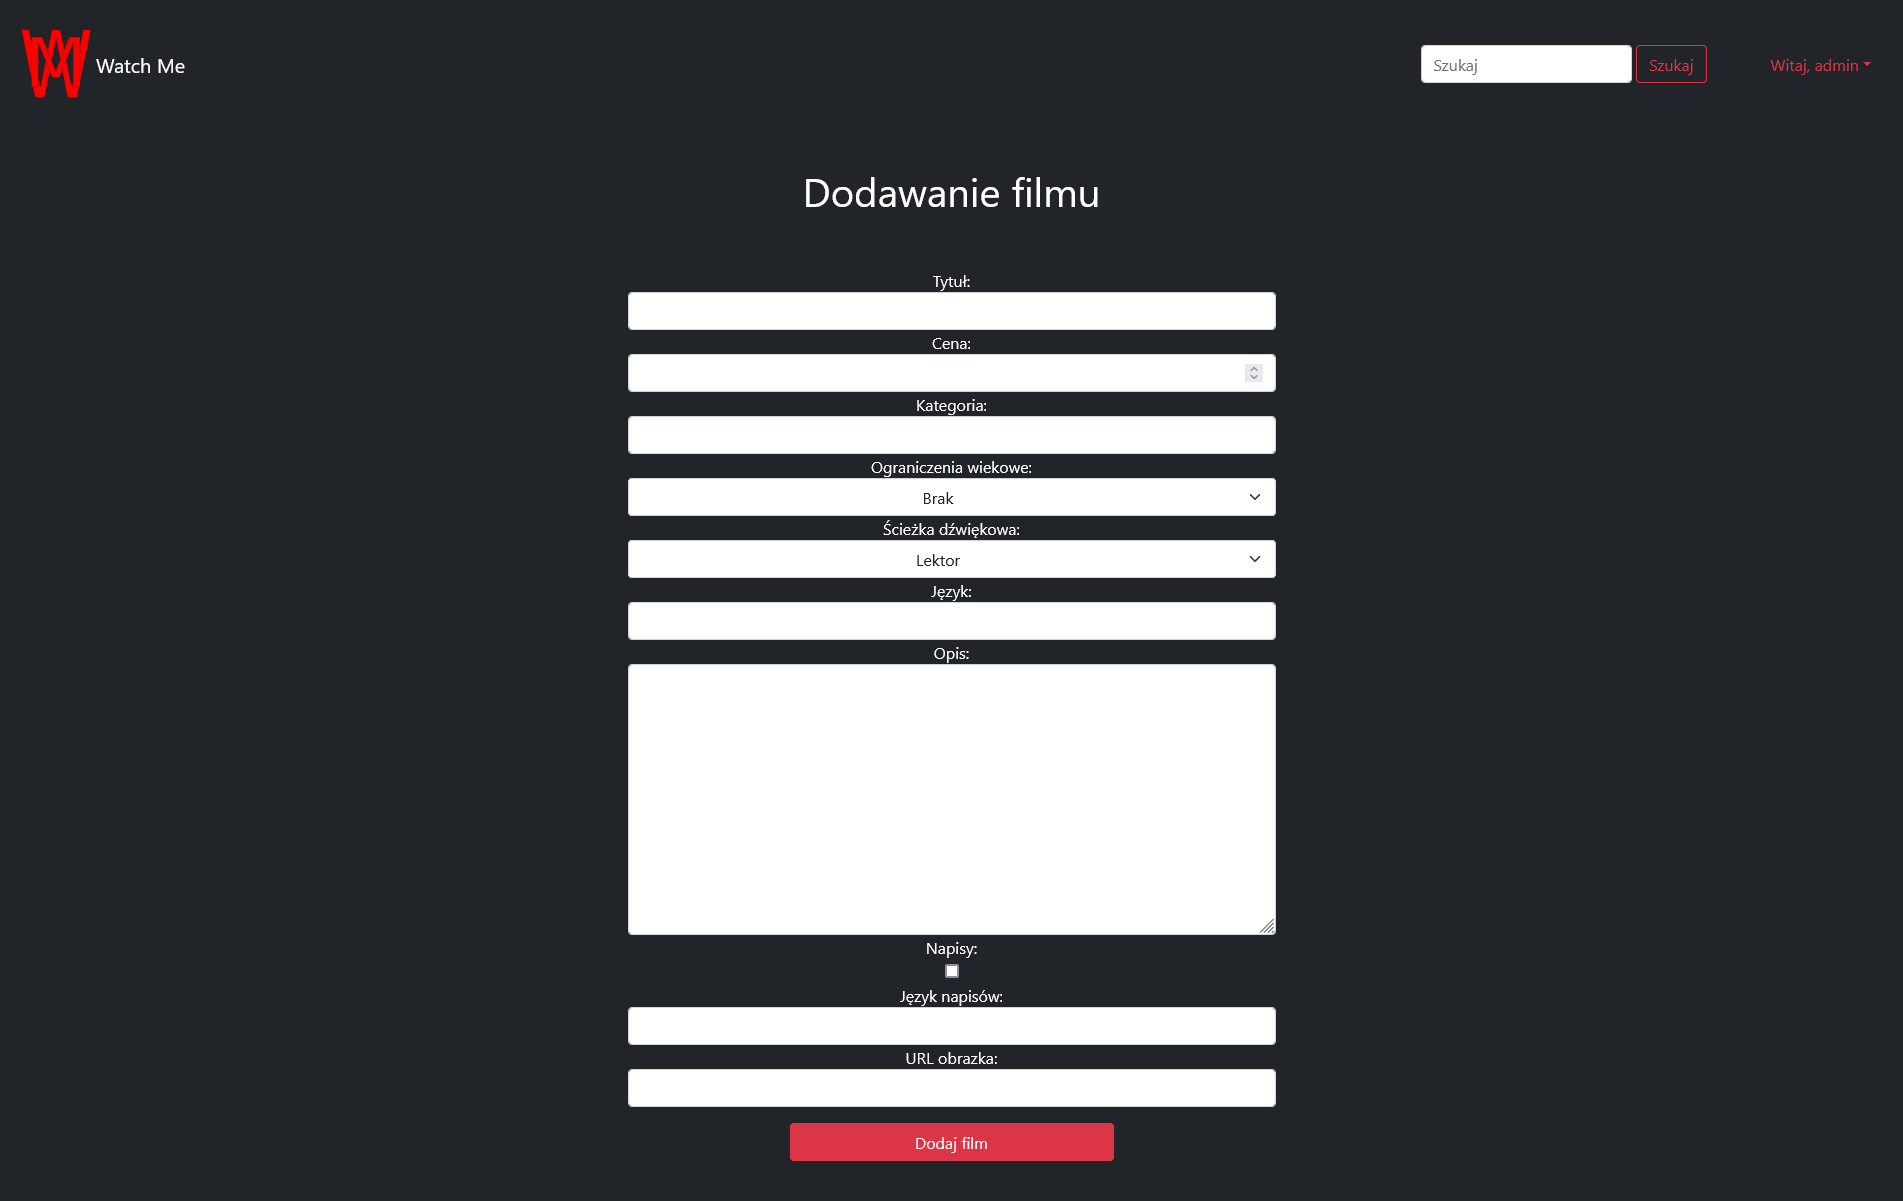 Watch Me
Szukaj
Szukaj
Witaj, admin
Dodawanie filmu
Tytuł:
Cena:
Kategoria:
Ograniczenia wiekowe:
Brak
Ścieżka dźwiękowa:
Lektor
Język:
Opis:
Napisy:
Język napisów:
URL obrazka:
Dodaj film